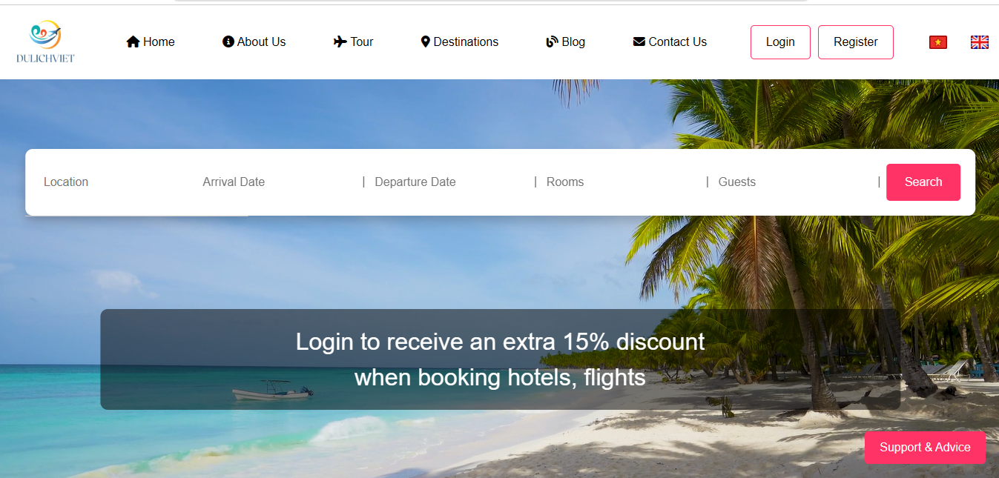 Home About Us Tour Destinations Blog Contact Us Login Register
DULICHVIET
Location Arrival Date | Departure Date | Rooms | Guests | Search
Login to receive an extra 15% discount
when booking hotels, flights
Support & Advice